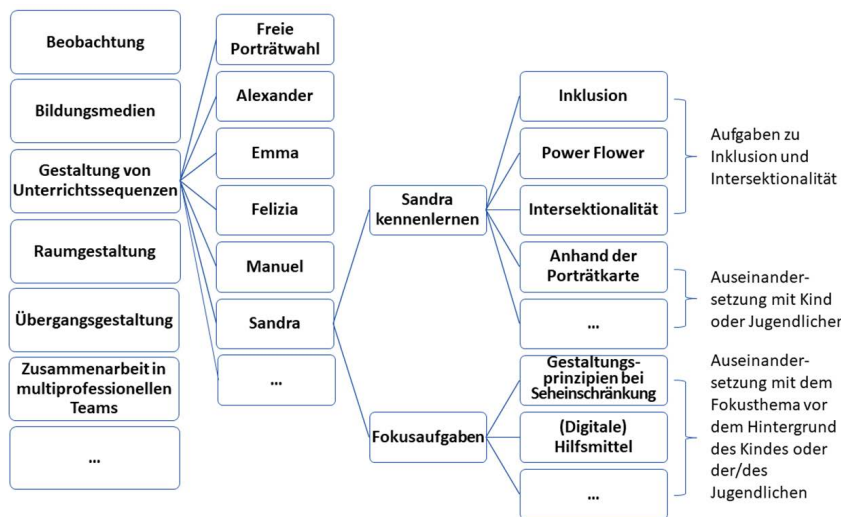 Beobachtung
Bildungsmedien
Gestaltung von
Unterrichtssequenzen
Raumgestaltung
Übergangsgestaltung
Zusammenarbeit in
multiprofessionellen
Teams
...
Freie
Porträtwahl
Alexander
Emma
Felizia
Manuel
Sandra
...
Sandra
kennenlernen
Fokusaufgaben
Inklusion
Power Flower
Intersektionalität
Anhand der
Porträtkarte
...
Gestaltungs-
prinzipien bei
Seheinschränkung
(Digitale)
Hilfsmittel
...
Aufgaben zu
Inklusion und
Intersektionalität
Auseinander-
setzung mit Kind
oder Jugendlichen
Auseinander-
setzung mit dem
Fokusthema vor
dem Hintergrund
des Kindes oder
der/des
Jugendlichen